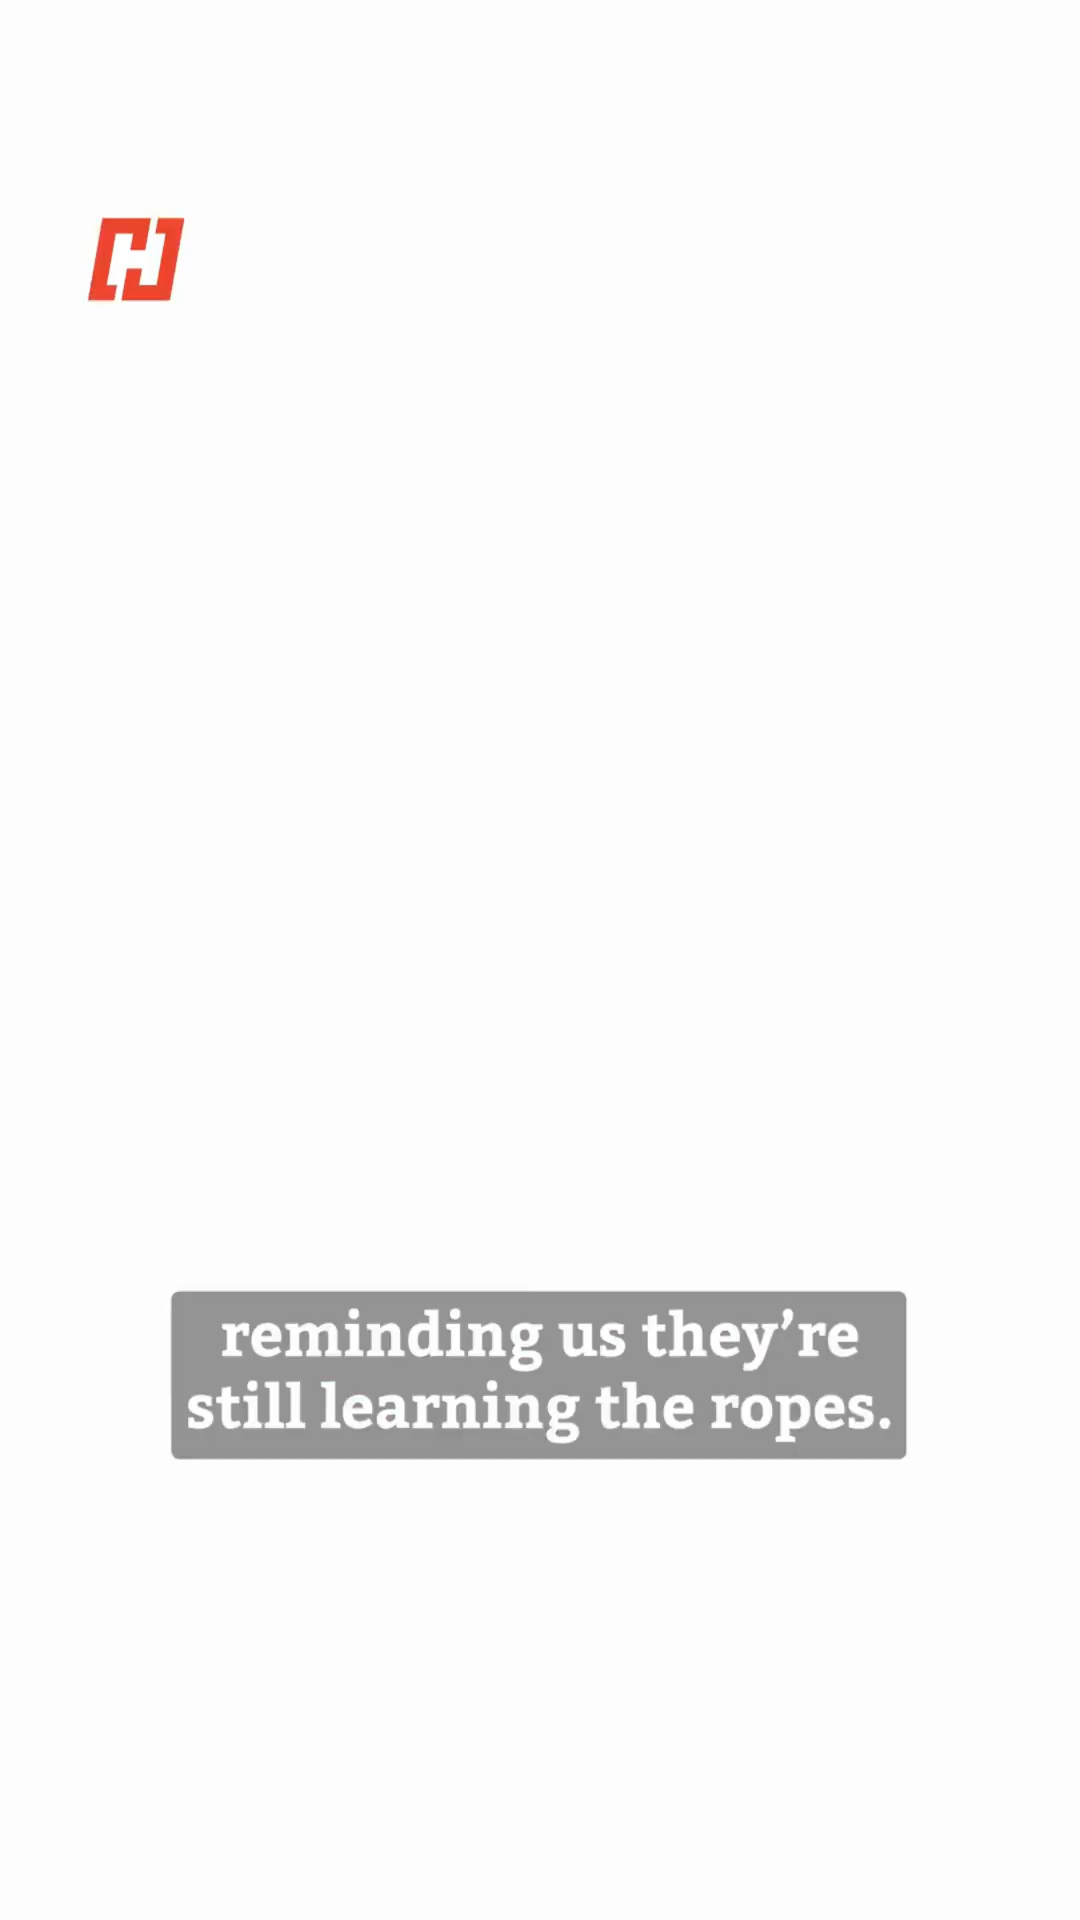 reminding us they’re
still learning the ropes.